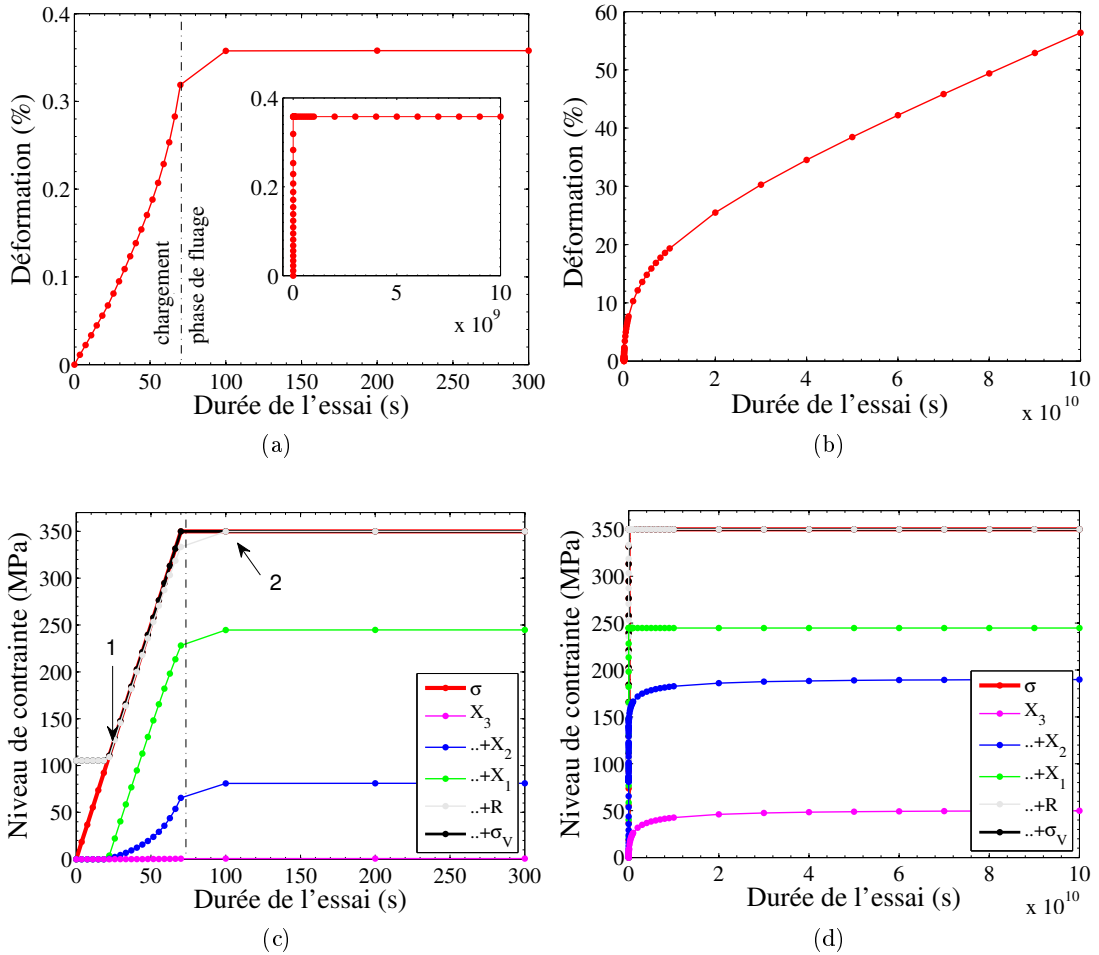 0.4
0.3
0.2
0.1
0
Déformation (%)
0 50 100 150 200 250 300
Durée de l'essai (s)
chargement
phase de fluage
0.4
0.2
0
0 5 10
x 10^9
(a)
60
50
40
30
20
10
0
Déformation (%)
0 2 4 6 8 10
Durée de l'essai (s)
x 10^10
(b)
350
300
250
200
150
100
50
0
Niveau de contrainte (MPa)
1
2
σ
X_3
..+X_2
..+X_1
..+R
..+σ_V
0 50 100 150 200 250 300
Durée de l'essai (s)
(c)
350
300
250
200
150
100
50
0
Niveau de contrainte (MPa)
σ
X_3
..+X_2
..+X_1
..+R
..+σ_V
0 2 4 6 8 10
Durée de l'essai (s)
x 10^10
(d)